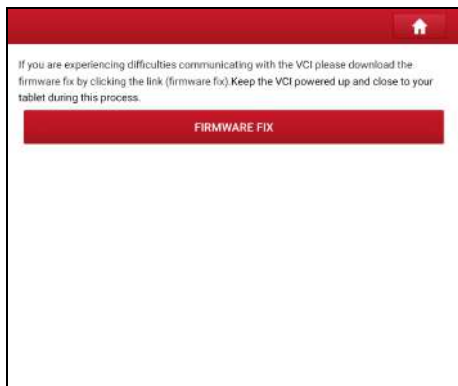 If you are experiencing difficulties communicating with the VCI please download the
firmware fix by clicking the link (firmware fix).Keep the VCI powered up and close to your
tablet during this process.
FIRMWARE FIX